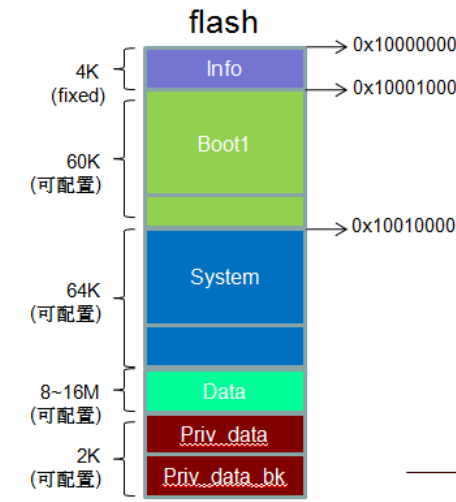 flash
0x10000000
4K
(fixed)
Info
0x10001000
60K
(可配置)
Boot1
0x10010000
64K
(可配置)
System
8~16M
(可配置)
Data
2K
(可配置)
Priv_data
Priv_data_bk